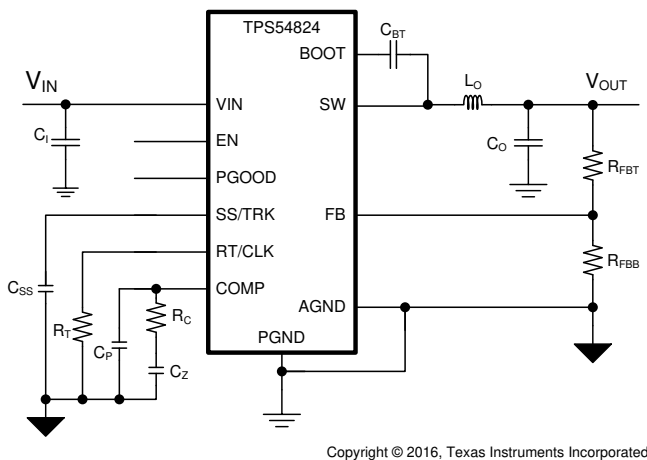 TPS54824
BOOT
C_BT
V_IN
VIN
SW
L_O
V_OUT
C_I
EN
C_O
PGOOD
R_FBT
SS/TRK
FB
RT/CLK
C_SS
COMP
R_FBB
R_T
R_C
AGND
C_P
PGND
C_Z
Copyright © 2016, Texas Instruments Incorporated